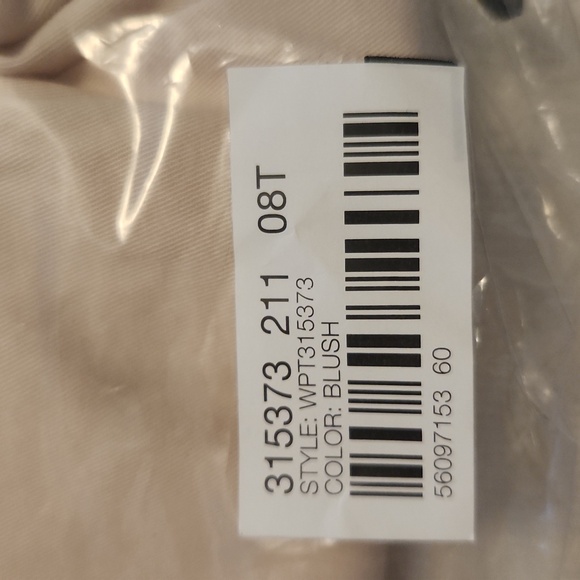 315373 211 08T
STYLE: WPT315373
COLOR: BLUSH
56097153 60